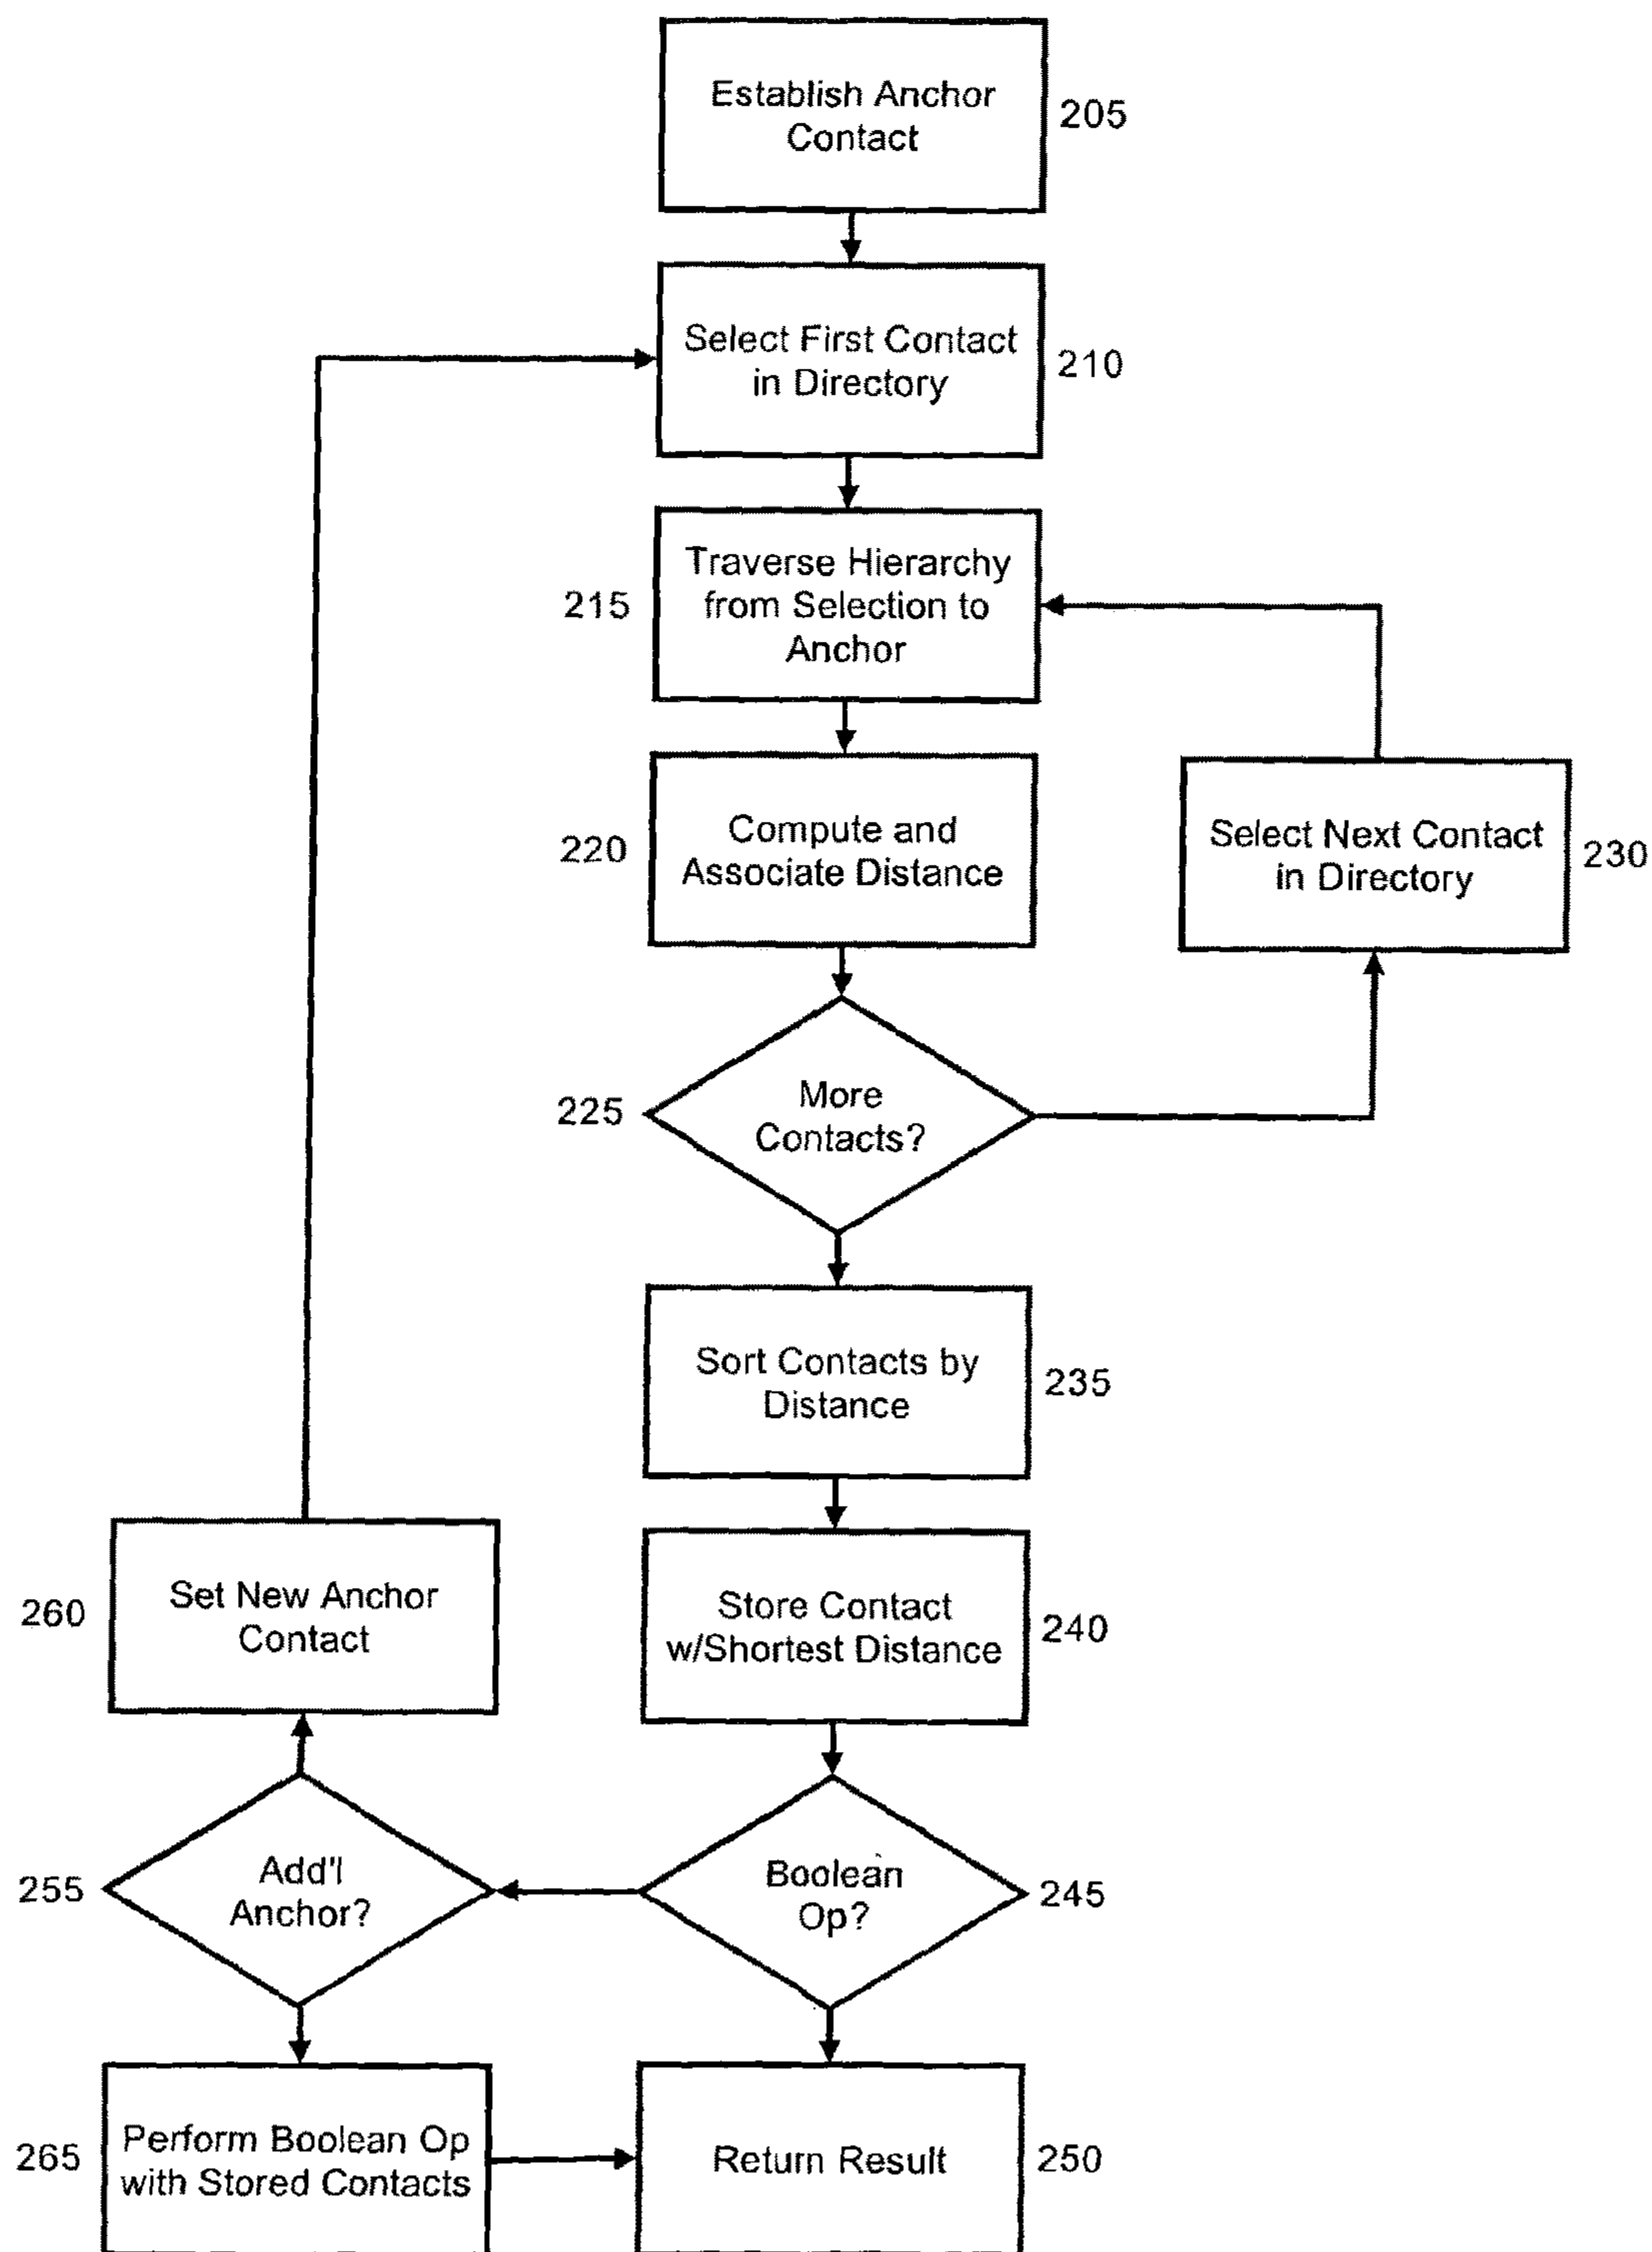 Establish Anchor
Contact
205
Select First Contact
in Directory
210
Traverse Hierarchy
from Selection to
Anchor
215
Compute and
Associate Distance
220
Select Next Contact
in Directory
230
More
Contacts?
225
Sort Contacts by
Distance
235
Store Contact
w/Shortest Distance
240
Set New Anchor
Contact
260
Boolean
Op?
245
Add'l
Anchor?
255
Perform Boolean Op
with Stored Contacts
265
Return Result
250